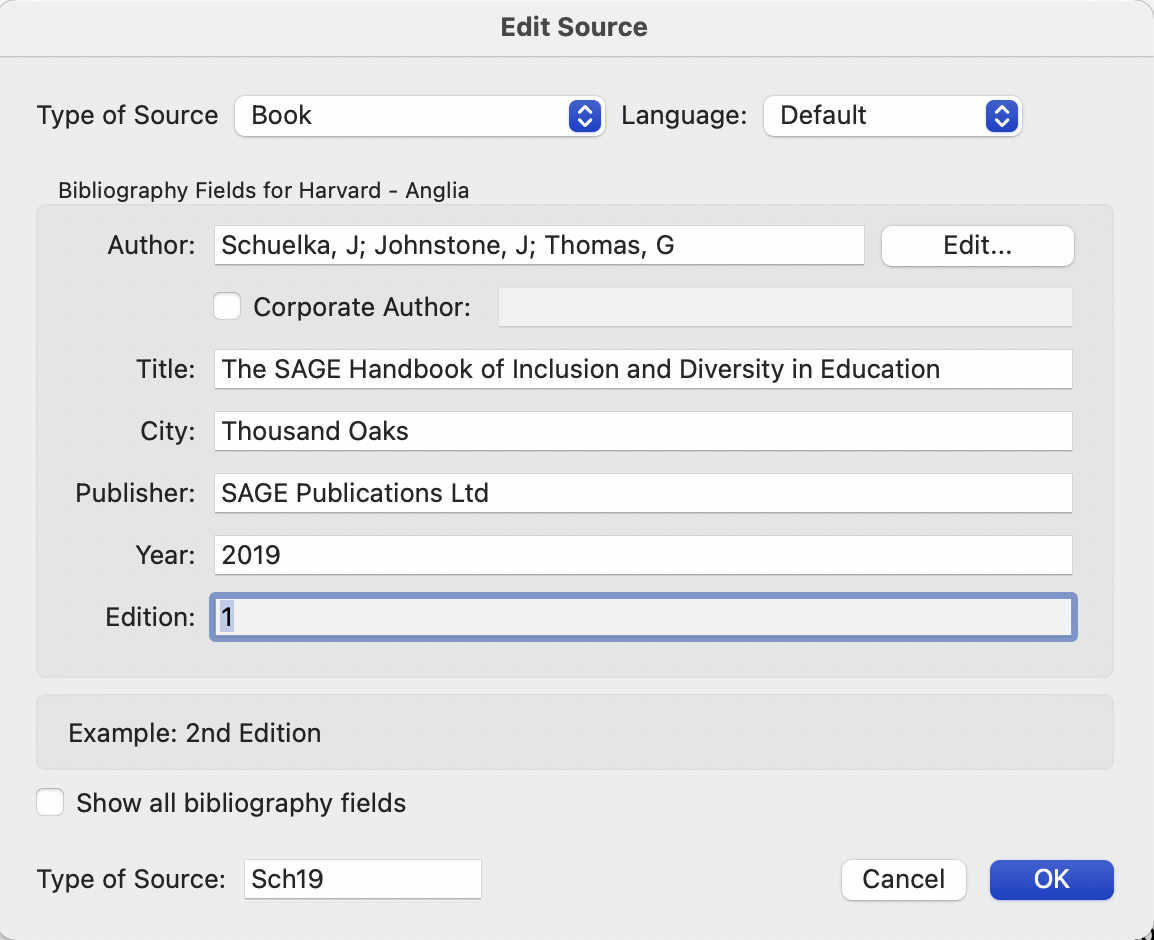 Edit Source
Type of Source Book Language: Default
Bibliography Fields for Harvard - Anglia
Author: Schuelka, J; Johnstone, J; Thomas, G Edit...
Corporate Author:
Title: The SAGE Handbook of Inclusion and Diversity in Education
City: Thousand Oaks
Publisher: SAGE Publications Ltd
Year: 2019
Edition: 1
Example: 2nd Edition
Show all bibliography fields
Type of Source: Sch19 Cancel OK